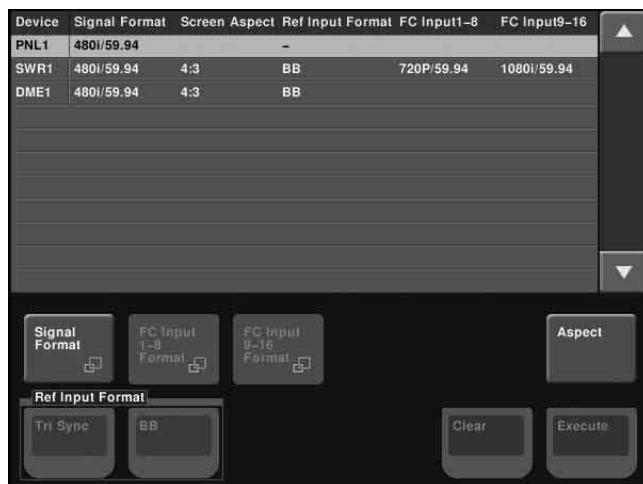 Device Signal Format Screen Aspect Ref Input Format FC Input1-8 FC Input9-16
PNL1 480i/59.94 -
SWR1 480i/59.94 4:3 BB 720P/59.94 1080i/59.94
DME1 480i/59.94 4:3 BB
Signal
Format
FC Input
1-8
Format
FC Input
9-16
Format
Aspect
Ref Input Format
Tri Sync
BB
Clear
Execute